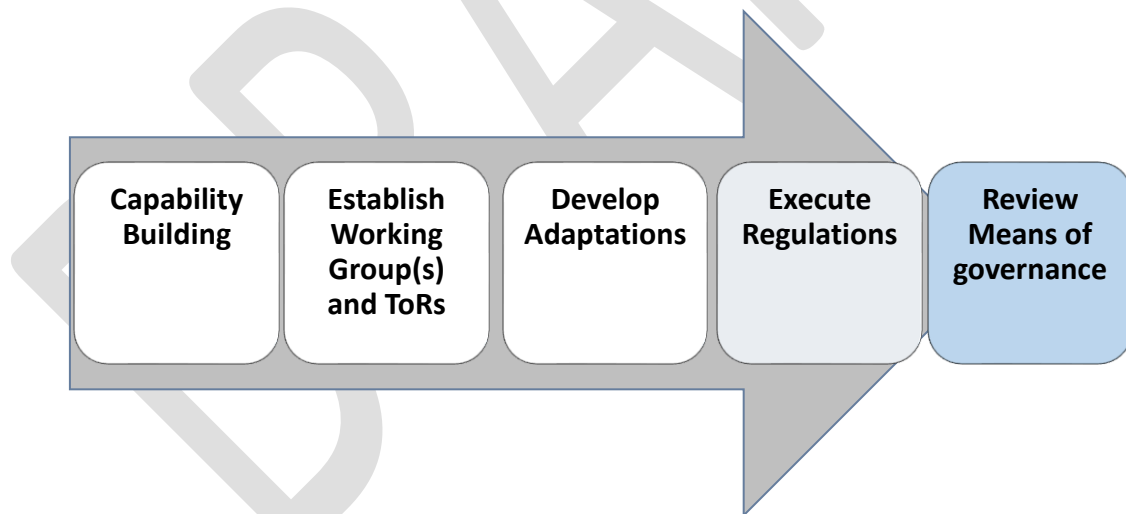 Capability
Building
Establish
Working
Group(s)
and ToRs
Develop
Adaptations
Execute
Regulations
Review
Means of
governance